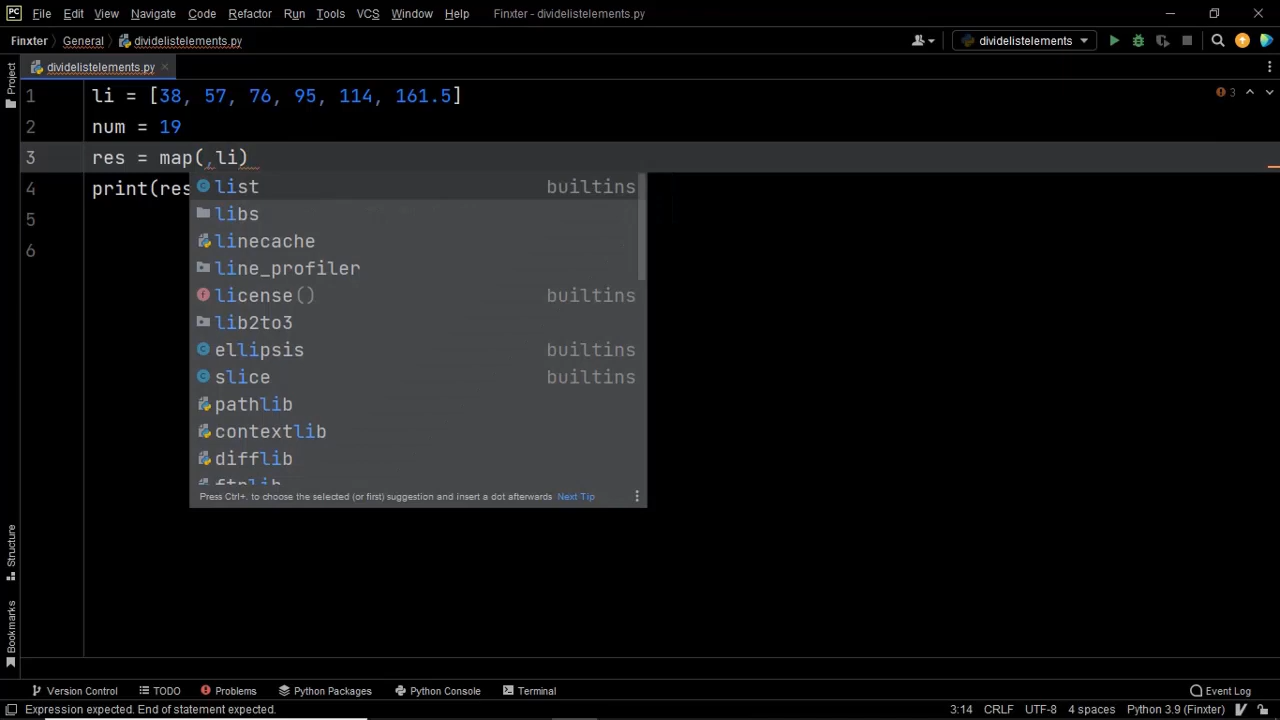 PC File Edit View Navigate Code Refactor Run Tools VCS Window Help Finxter - dividelistelements.py
Finxter General dividelistelements.py dividelistelements
Project dividelistelements.py
1 li = [38, 57, 76, 95, 114, 161.5] 3
2 num = 19
3 res = map(,li)
4 print(res
5
6
list builtins
libs
linecache
line_profiler
license() builtins
lib2to3
ellipsis builtins
slice builtins
pathlib
contextlib
difflib
ftplib
Press Ctrl+. to choose the selected (or first) suggestion and insert a dot afterwards Next Tip
Structure
Bookmarks
Version Control TODO Problems Python Packages Python Console Terminal Event Log
Expression expected. End of statement expected. 3:14 CRLF UTF-8 4 spaces Python 3.9 (Finxter)